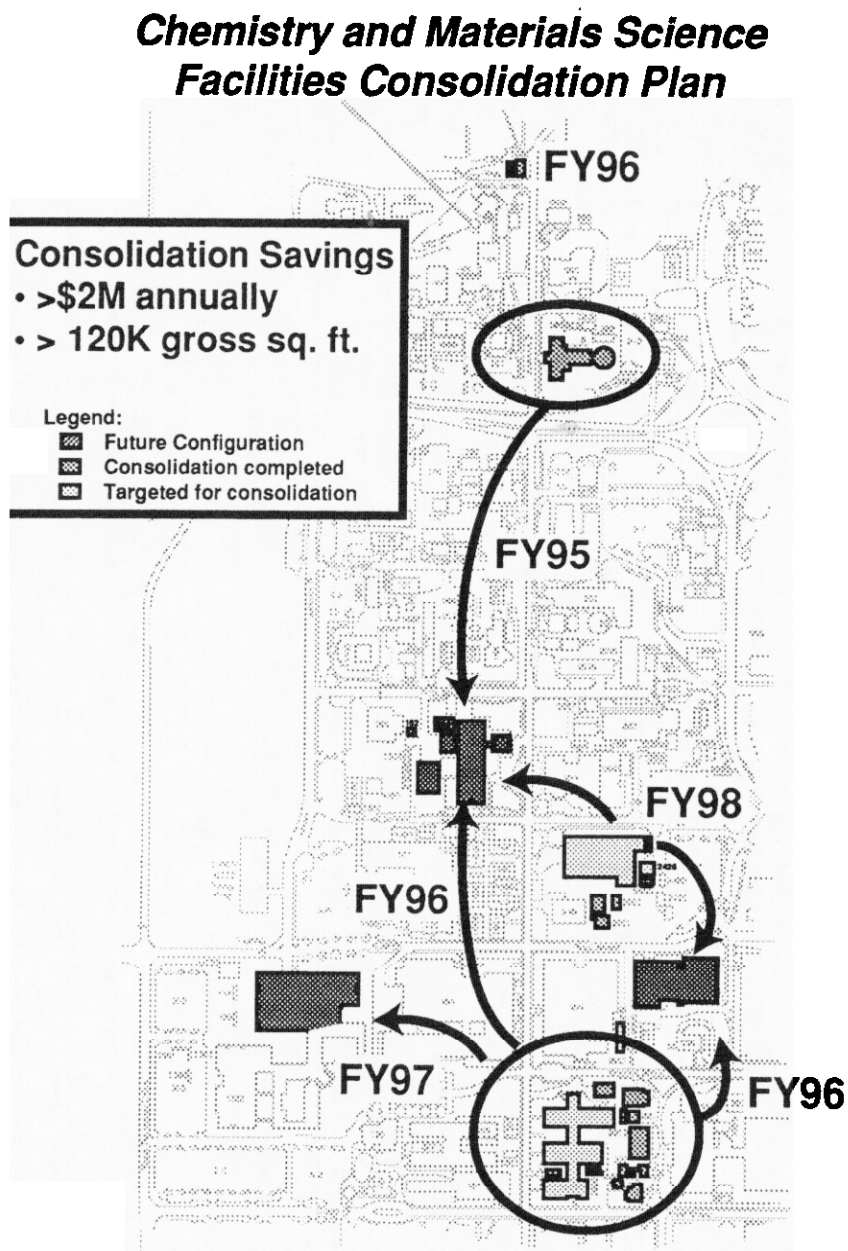 Chemistry and Materials Science
Facilities Consolidation Plan
FY96
Consolidation Savings
• >$2M annually
• > 120K gross sq. ft.
Legend:
Future Configuration
Consolidation completed
Targeted for consolidation
FY95
FY98
FY96
FY97
FY96